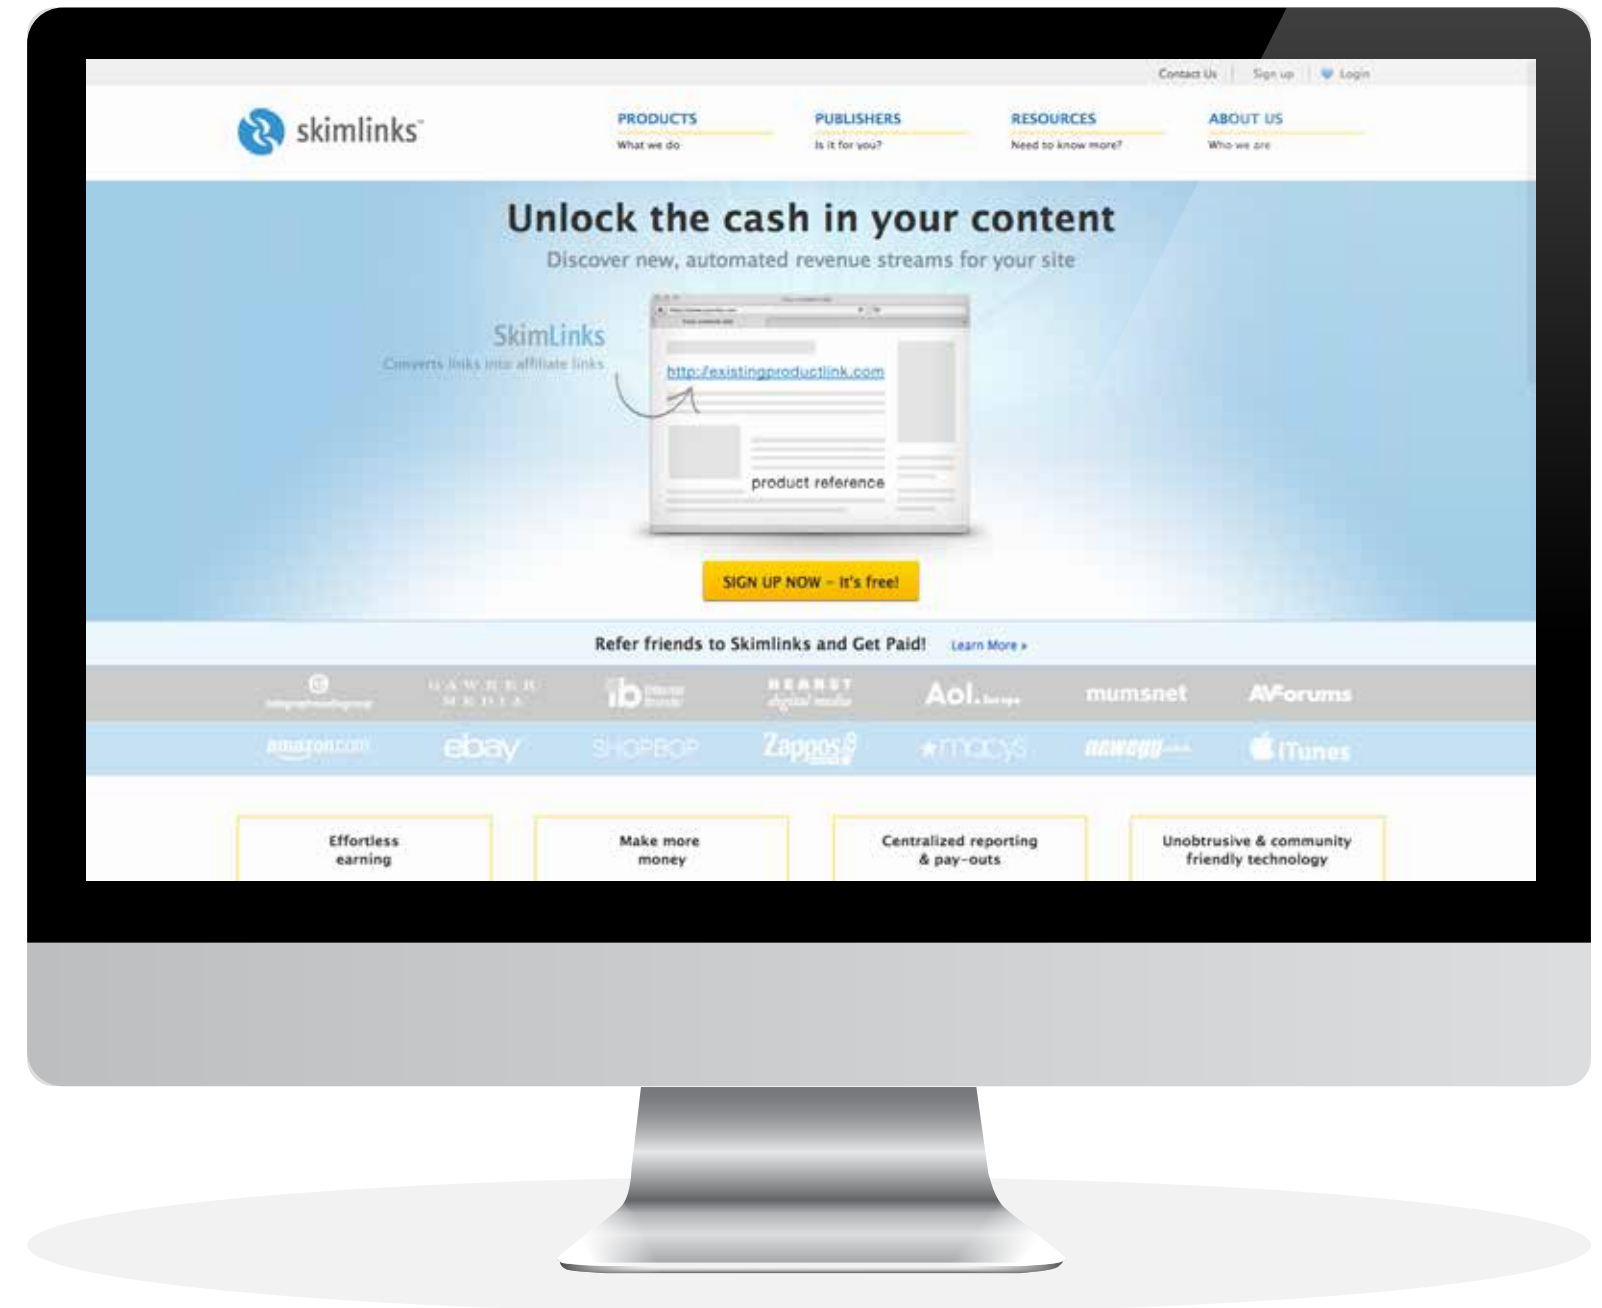 Contact Us
Sign up
Login
skimlinks™
PRODUCTS
What we do
PUBLISHERS
Is it for you?
RESOURCES
Need to know more?
ABOUT US
Who we are
Unlock the cash in your content
Discover new, automated revenue streams for your site
SkimLinks
Converts links into affiliate links
http://existingproductlink.com
product reference
SIGN UP NOW – It's free!
Refer friends to Skimlinks and Get Paid! Learn More »
GAWKER
MEDIA
ib
HEARST
digital media
Aol.
mumsnet
AVForums
amazon.com
ebay
SHOPBOP
Zappos
macys
newegg
iTunes
Effortless
earning
Make more
money
Centralized reporting
& pay-outs
Unobtrusive & community
friendly technology